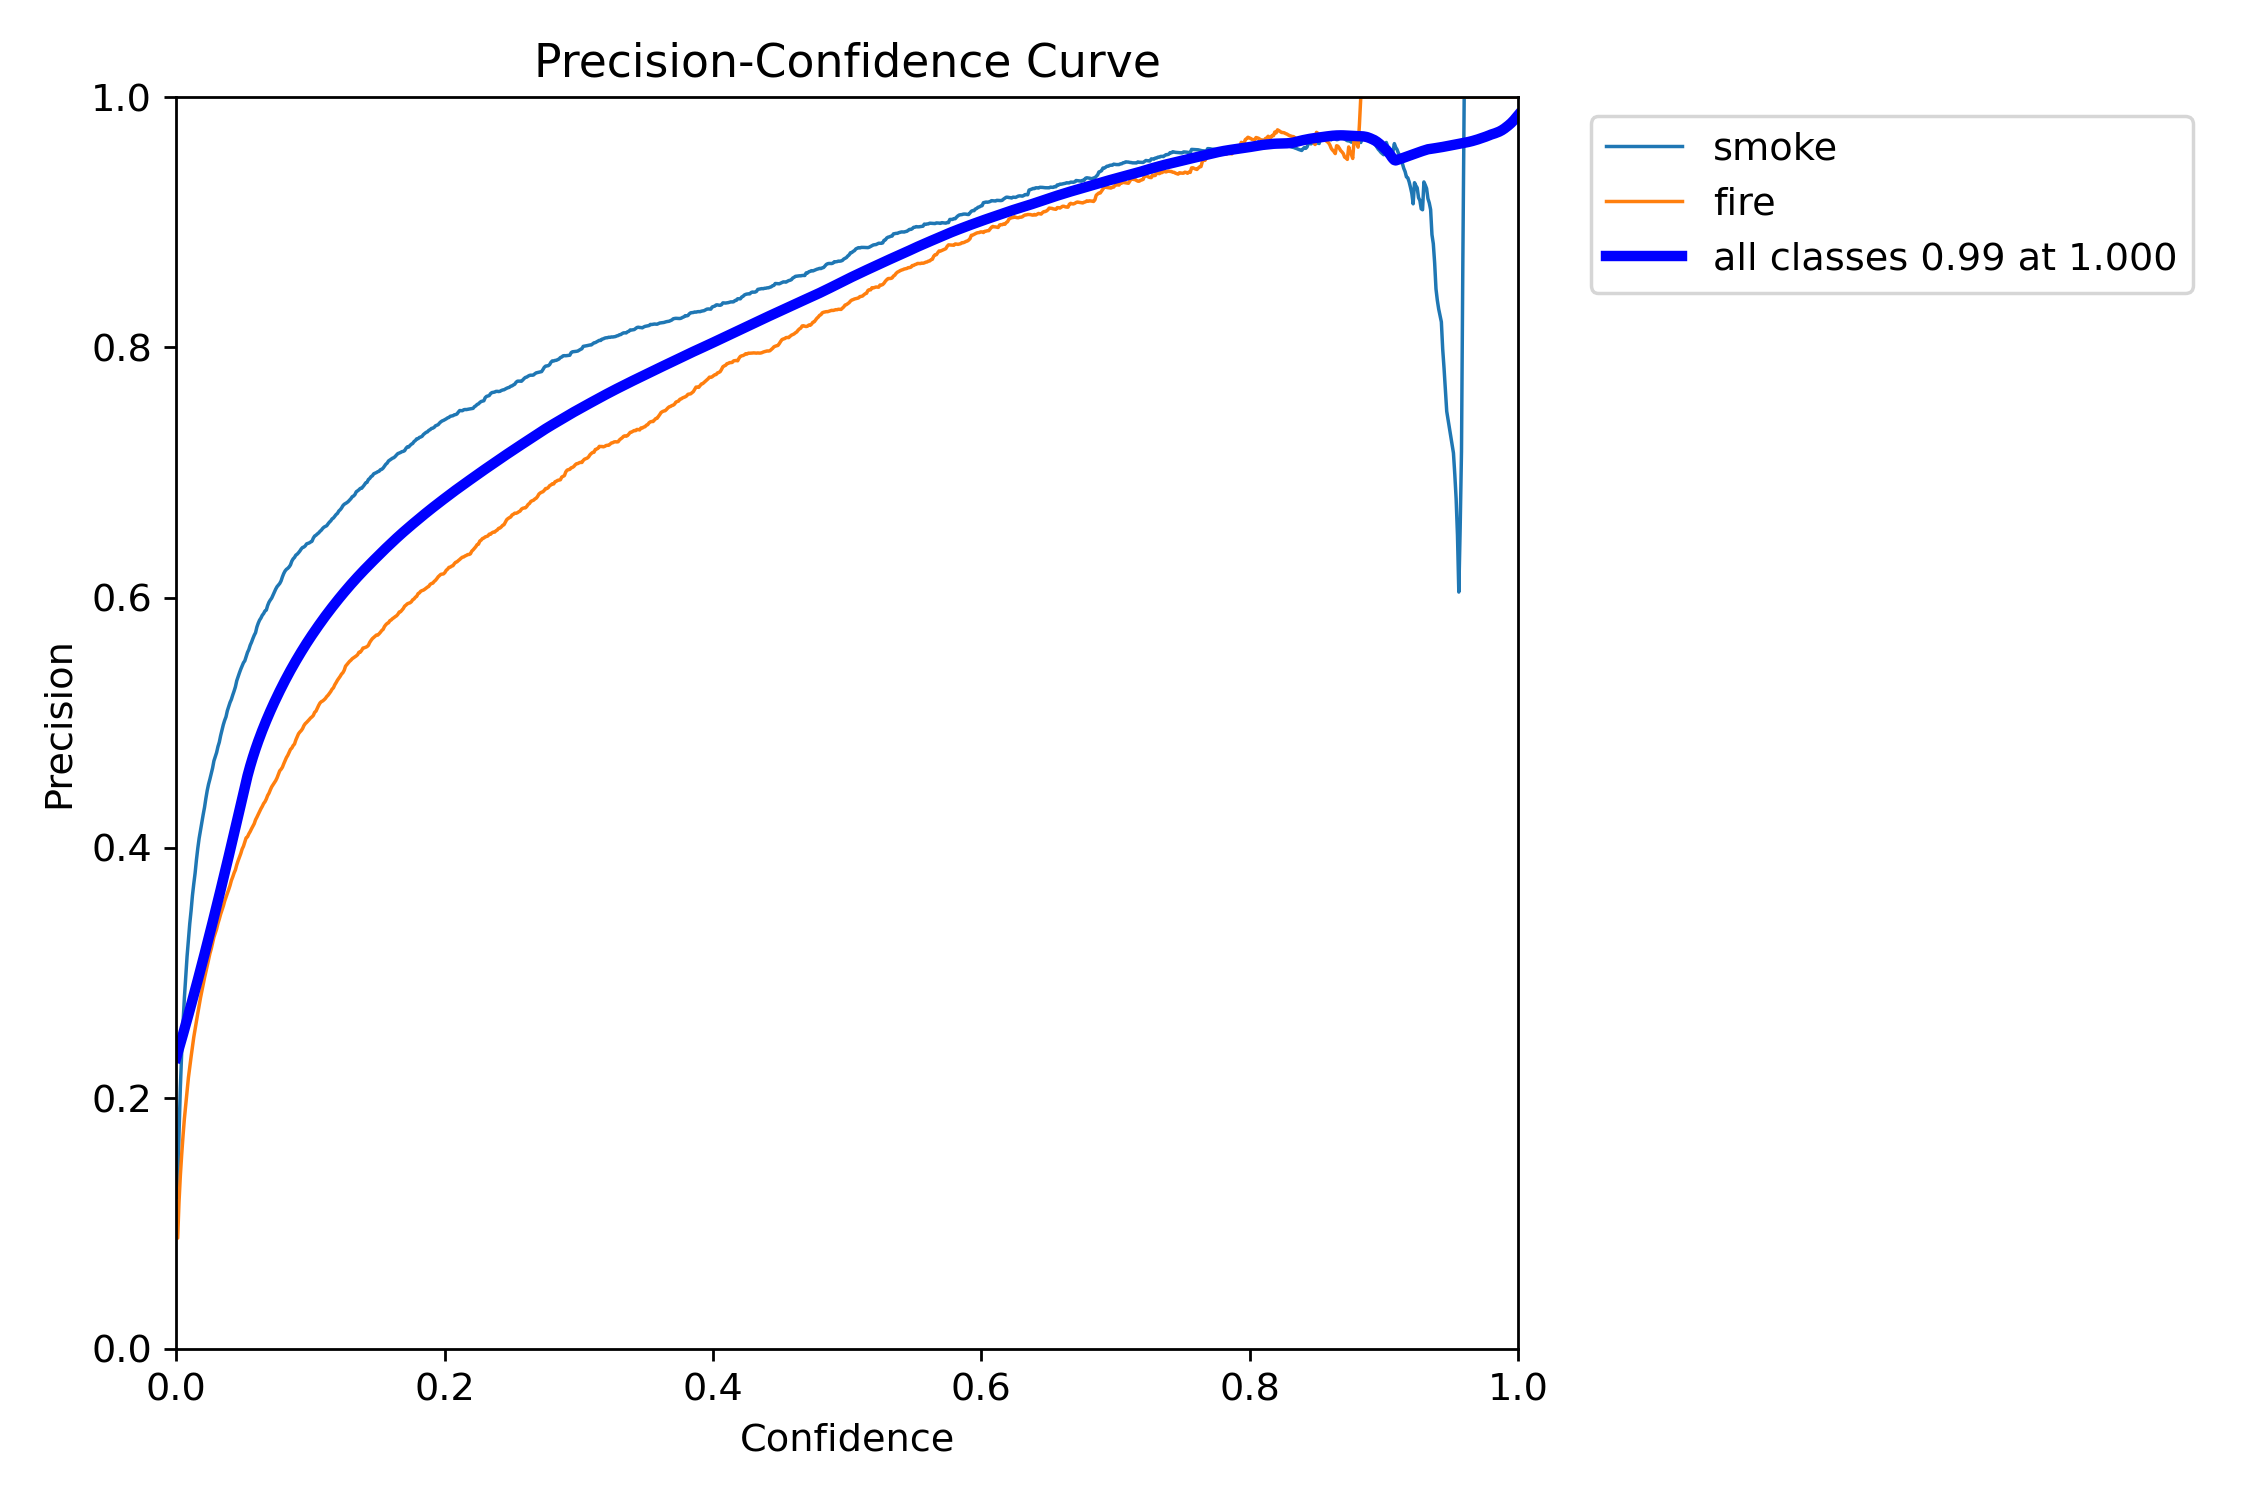 Precision-Confidence Curve
smoke
fire
all classes 0.99 at 1.000
Precision
1.0
0.8
0.6
0.4
0.2
0.0
0.0 0.2 0.4 0.6 0.8 1.0
Confidence